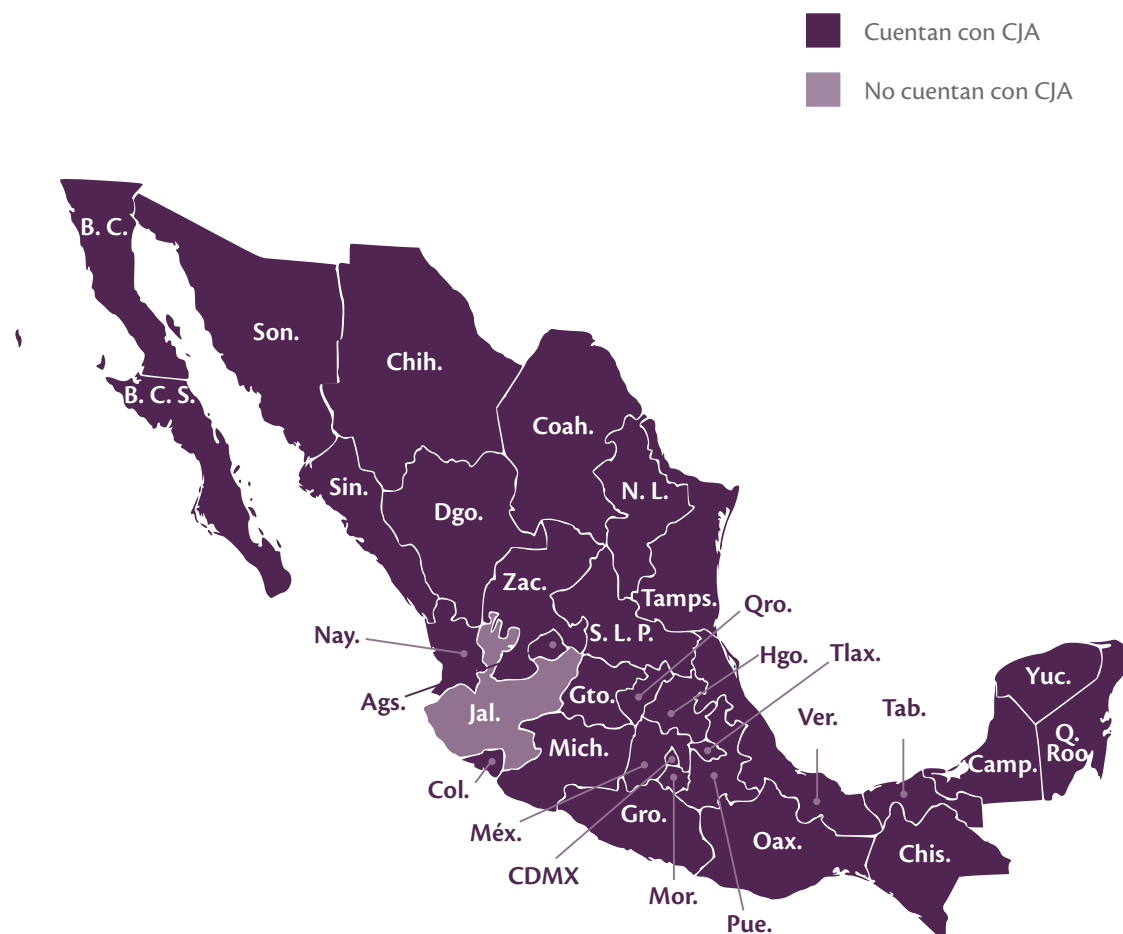 Cuentan con CJA
No cuentan con CJA
B. C.
Son.
Chih.
B. C. S.
Coah.
Sin.
N. L.
Dgo.
Zac.
Tamps.
Qro.
Nay.
S. L. P.
Hgo.
Tlax.
Yuc.
Ags.
Gto.
Jal.
Ver.
Tab.
Q.
Roo
Mich.
Camp.
Col.
Méx.
Gro.
Oax.
Chis.
CDMX
Mor.
Pue.